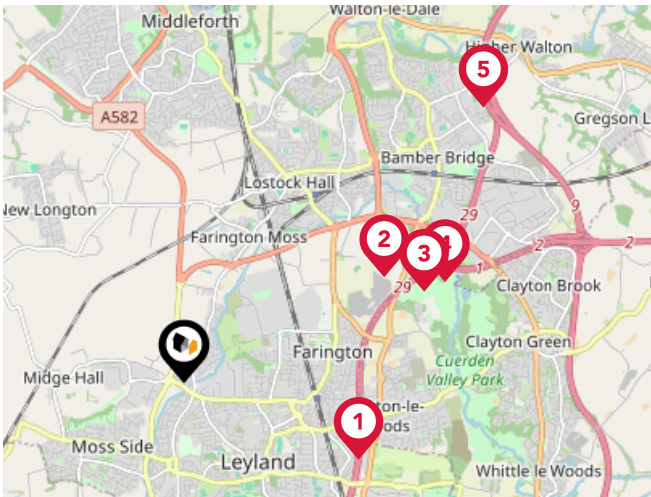 Walton-le-Dale
Middleforth
Higher Walton
5
A582
Gregson L
Bamber Bridge
Lostock Hall
New Longton
29
9
Farington Moss
2
4
3
2
2
1
29
Clayton Brook
Farington
Clayton Green
Cuerden
Valley Park
Midge Hall
ton-le-
ods
1
Moss Side
Leyland
Whittle le Woods